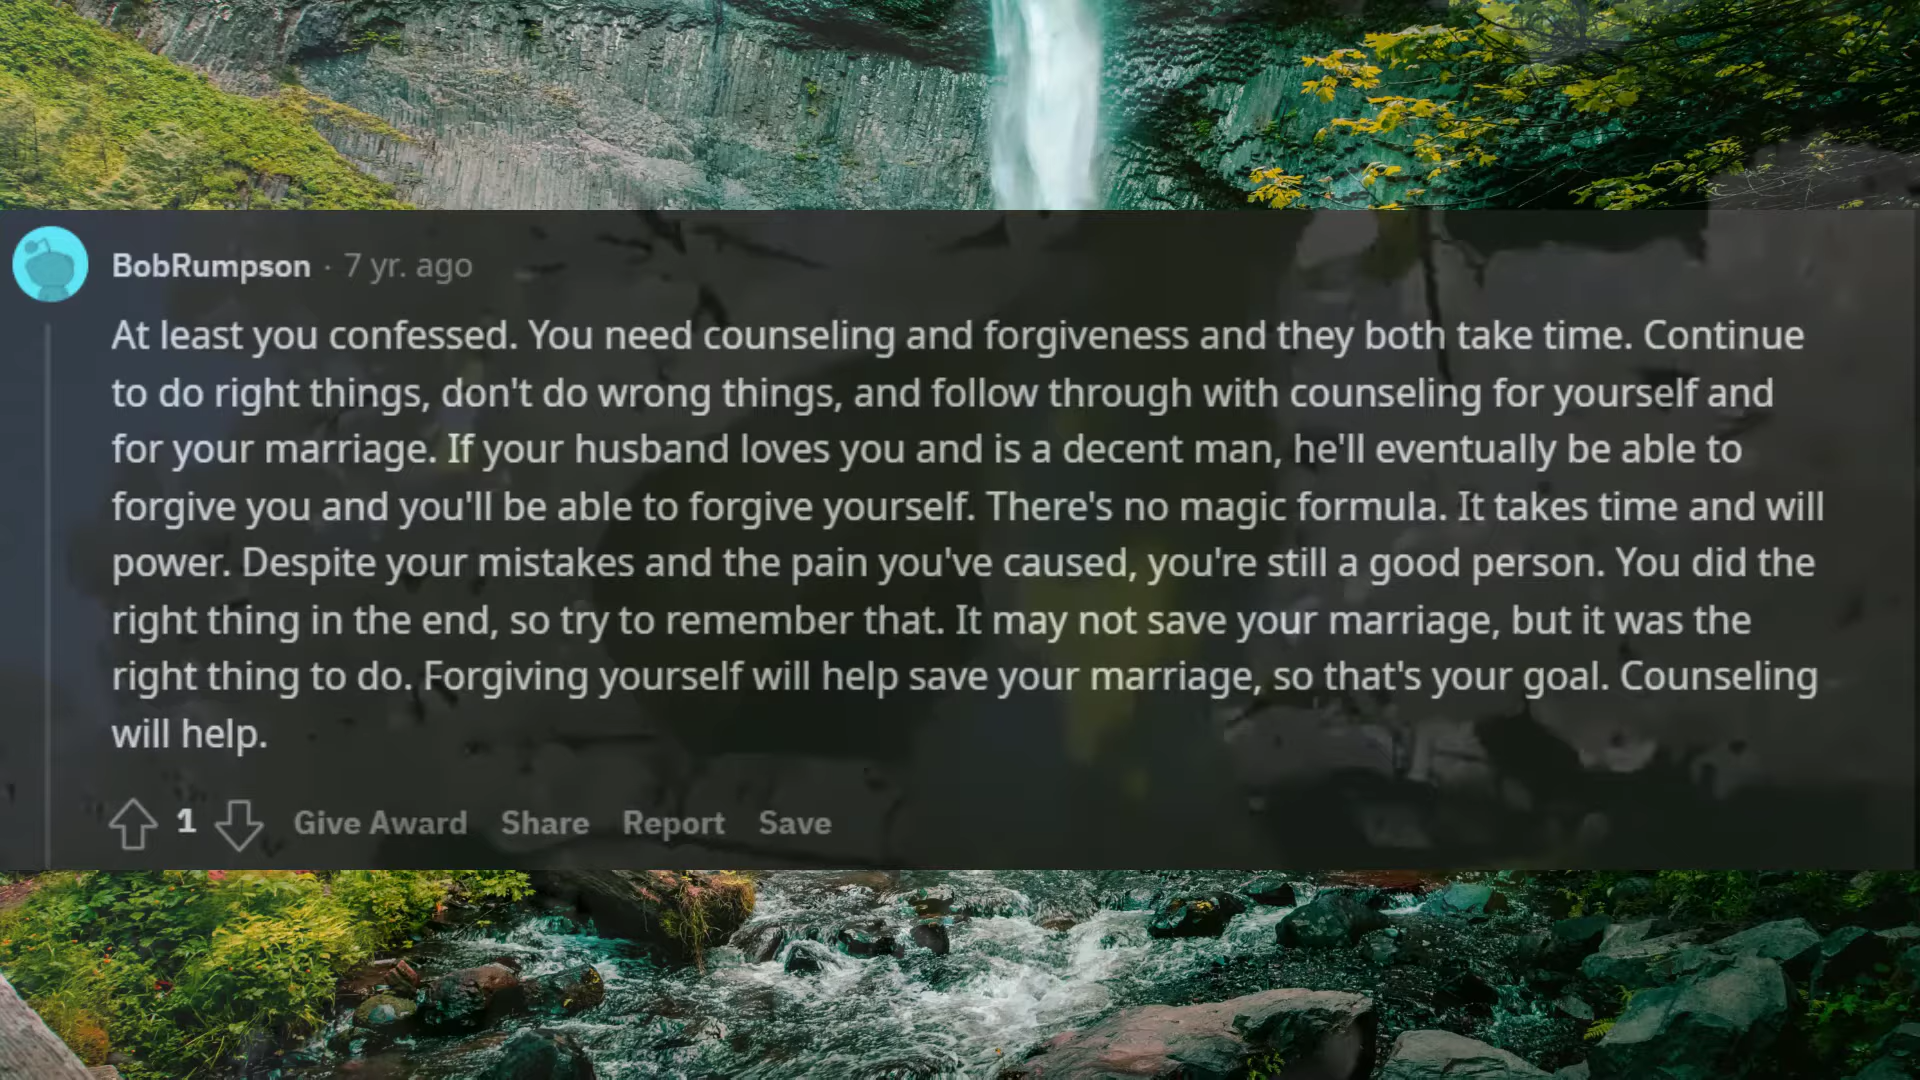 BobRumpson · 7 yr. ago
At least you confessed. You need counseling and forgiveness and they both take time. Continue
to do right things, don't do wrong things, and follow through with counseling for yourself and
for your marriage. If your husband loves you and is a decent man, he'll eventually be able to
forgive you and you'll be able to forgive yourself. There's no magic formula. It takes time and will
power. Despite your mistakes and the pain you've caused, you're still a good person. You did the
right thing in the end, so try to remember that. It may not save your marriage, but it was the
right thing to do. Forgiving yourself will help save your marriage, so that's your goal. Counseling
will help.
1 Give Award Share Report Save